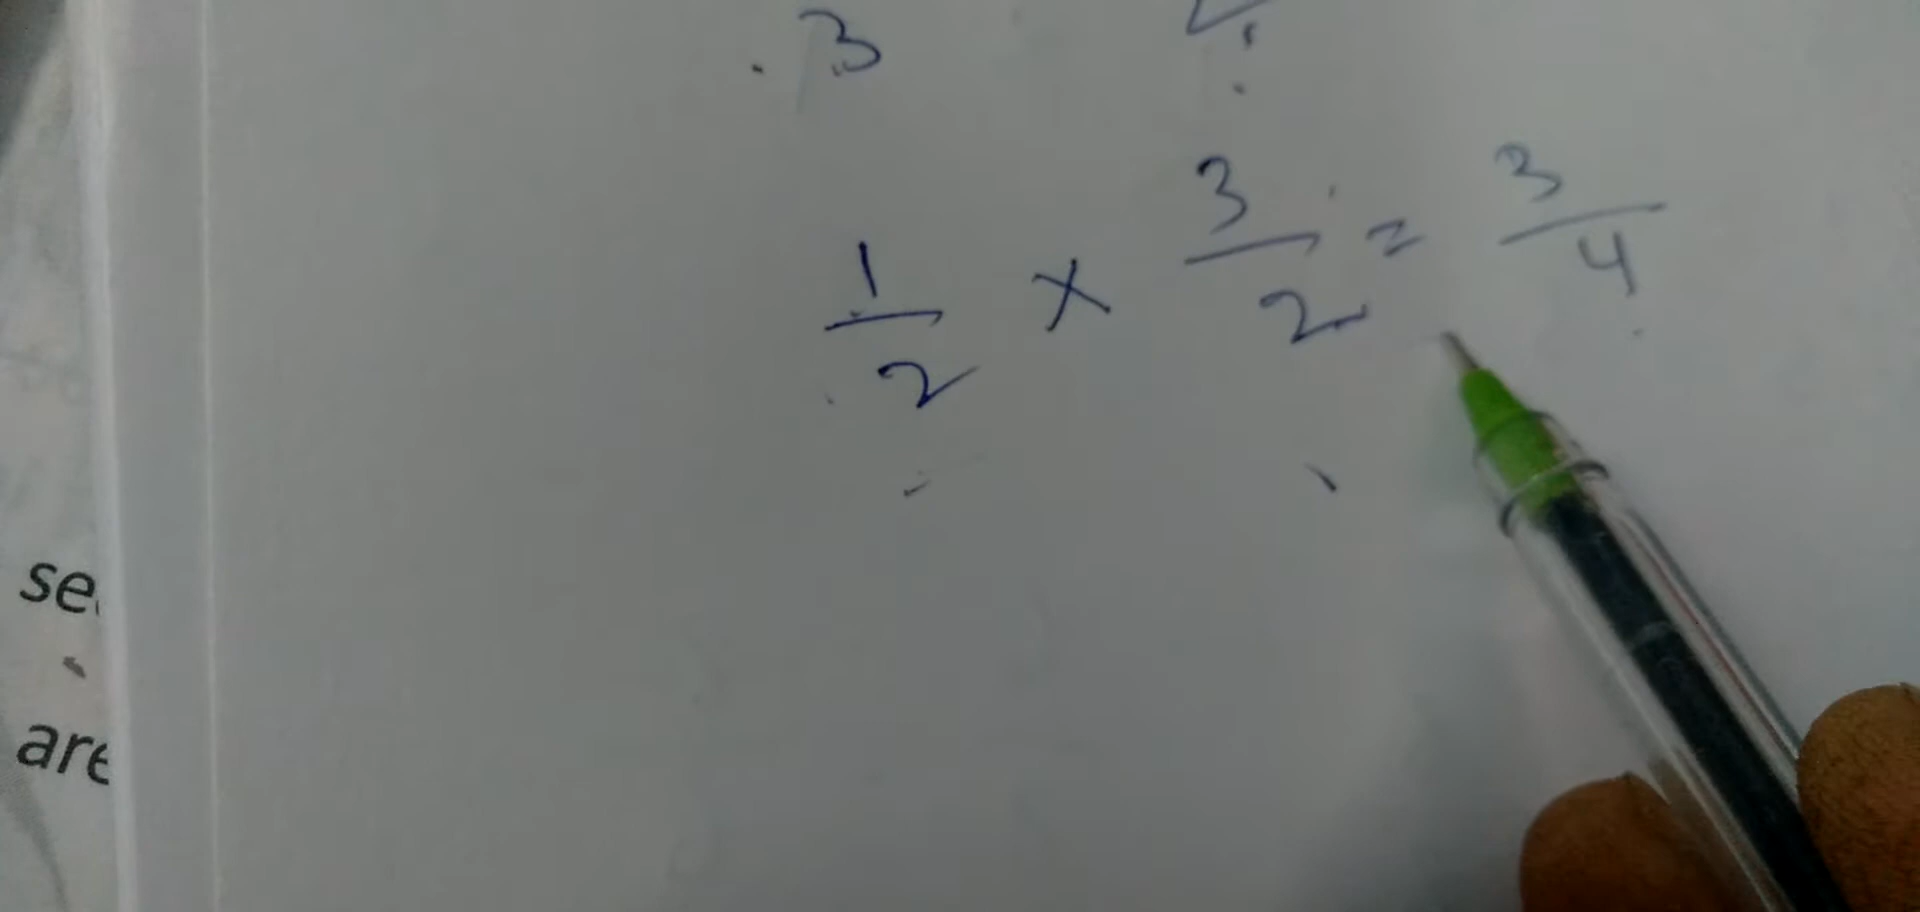 3
1/2 × 3/2 = 3/4
se
are